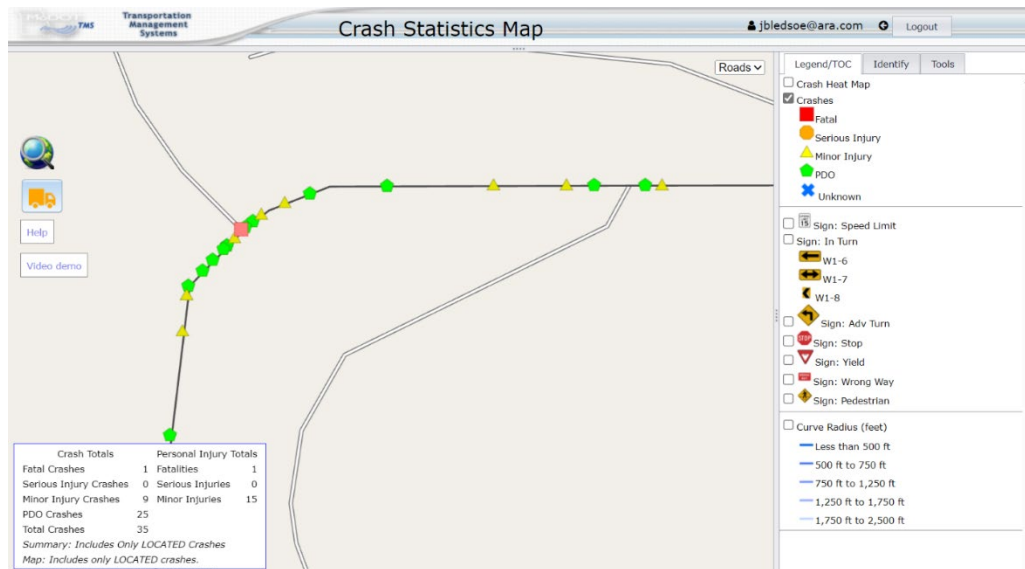 TMS
Transportation
Management
Systems
Crash Statistics Map
jbledsoe@ara.com
Logout
Roads
Help
Video demo
Legend/TOC Identify Tools
Crash Heat Map
Crashes
Fatal
Serious Injury
Minor Injury
PDO
Unknown
Sign: Speed Limit
Sign: In Turn
W1-6
W1-7
W1-8
Sign: Adv Turn
STOP
Sign: Stop
Sign: Yield
Sign: Wrong Way
Sign: Pedestrian
Curve Radius (feet)
Less than 500 ft
500 ft to 750 ft
750 ft to 1,250 ft
1,250 ft to 1,750 ft
1,750 ft to 2,500 ft
Crash Totals Personal Injury Totals
Fatal Crashes 1 Fatalities 1
Serious Injury Crashes 0 Serious Injuries 0
Minor Injury Crashes 9 Minor Injuries 15
PDO Crashes 25
Total Crashes 35
Summary: Includes Only LOCATED Crashes
Map: Includes only LOCATED crashes.